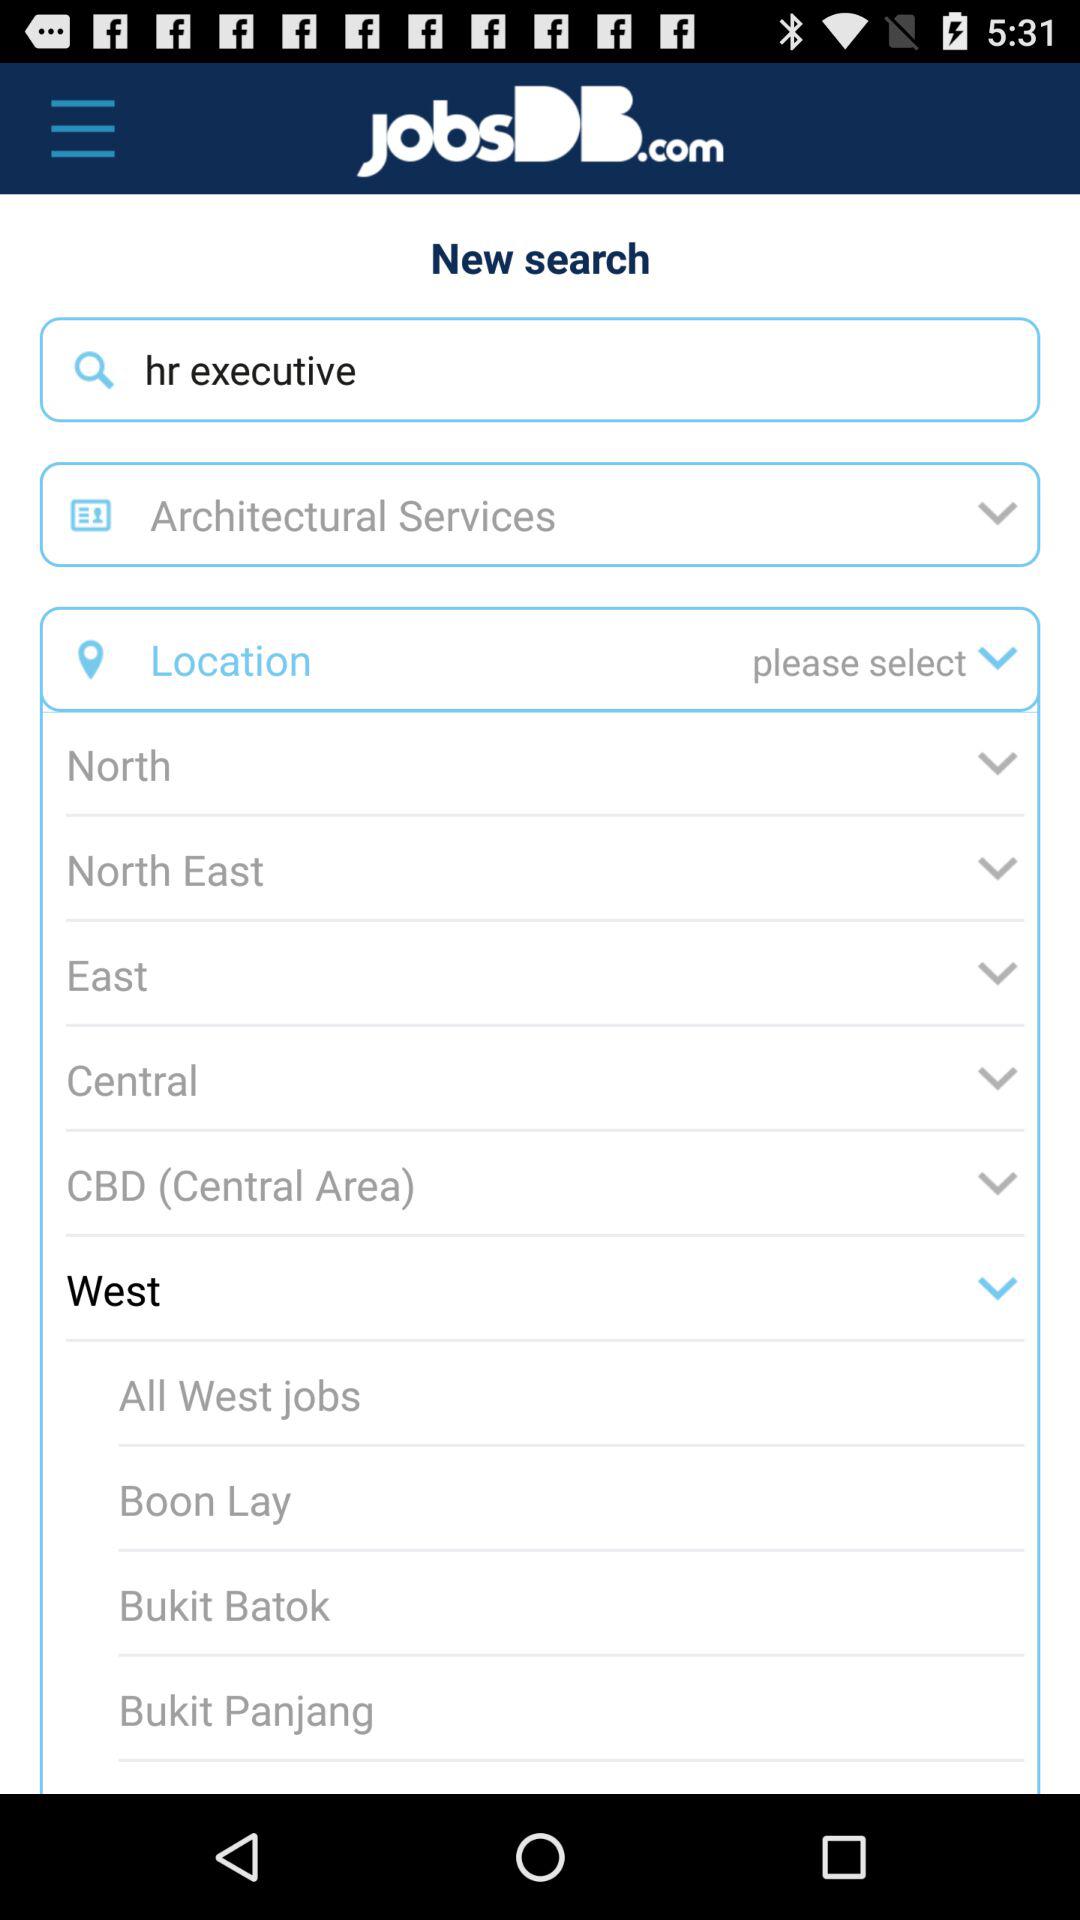 5:31
jobsDB.com
New search
hr executive
Architectural Services
Location please select
North
North East
East
Central
CBD (Central Area)
West
All West jobs
Boon Lay
Bukit Batok
Bukit Panjang